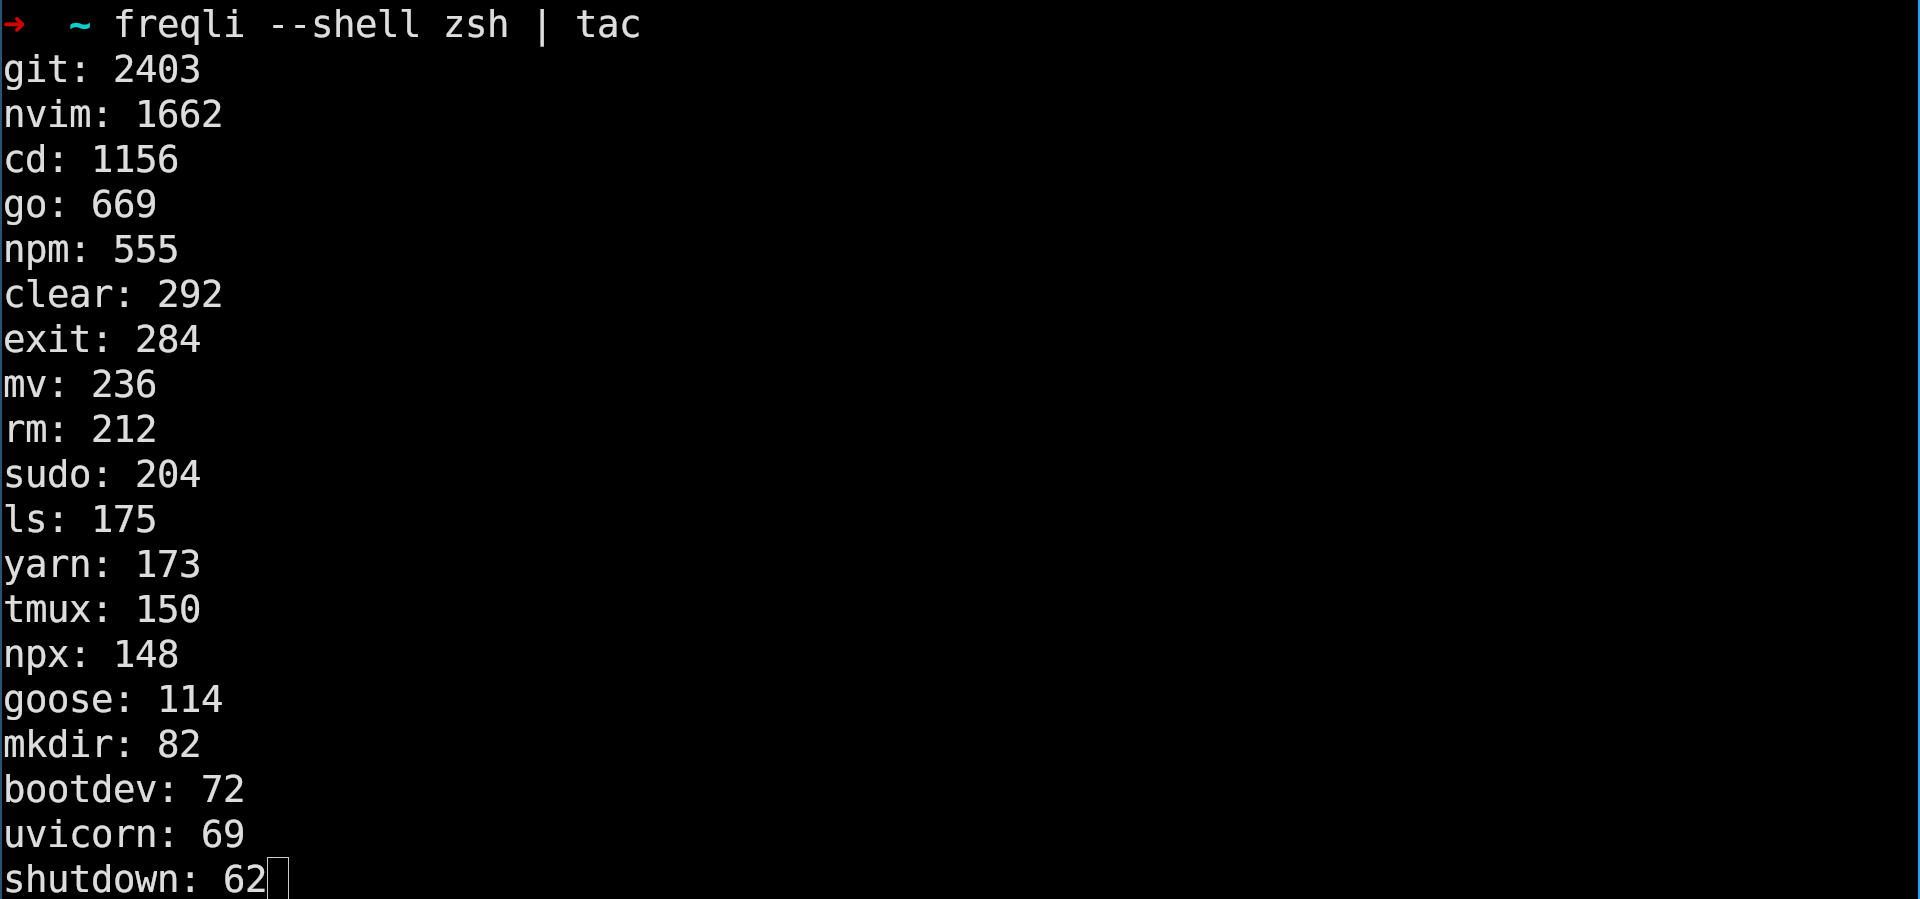 ➜  ~ freqli --shell zsh | tac
git: 2403
nvim: 1662
cd: 1156
go: 669
npm: 555
clear: 292
exit: 284
mv: 236
rm: 212
sudo: 204
ls: 175
yarn: 173
tmux: 150
npx: 148
goose: 114
mkdir: 82
bootdev: 72
uvicorn: 69
shutdown: 62